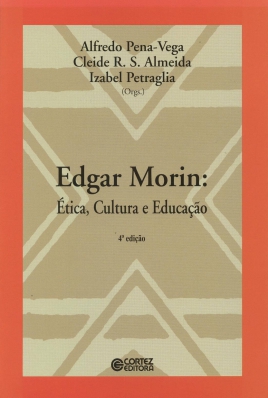 Alfredo Pena-Vega
Cleide R. S. Almeida
Izabel Petraglia
(Orgs.)
Edgar Morin:
Ética, Cultura e Educação
4ª edição
CORTEZ
EDITORA